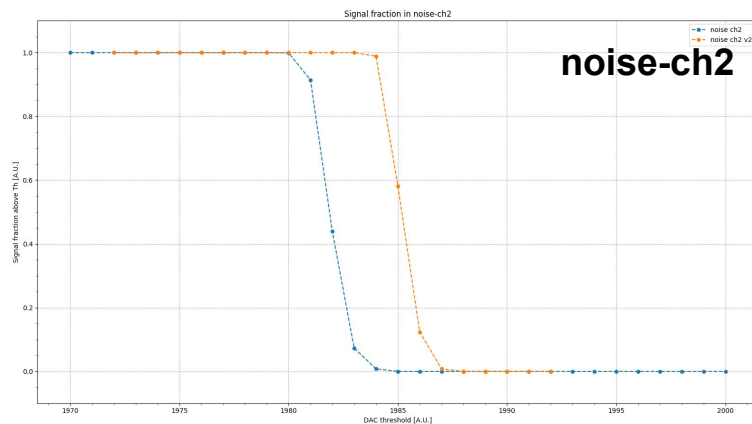 Signal fraction in noise-ch2
noise ch2
noise ch2 v2
noise-ch2
Signal fraction above Th [A.U.]
1.0
0.8
0.6
0.4
0.2
0.0
1970 1975 1980 1985 1990 1995 2000
DAC threshold [A.U.]